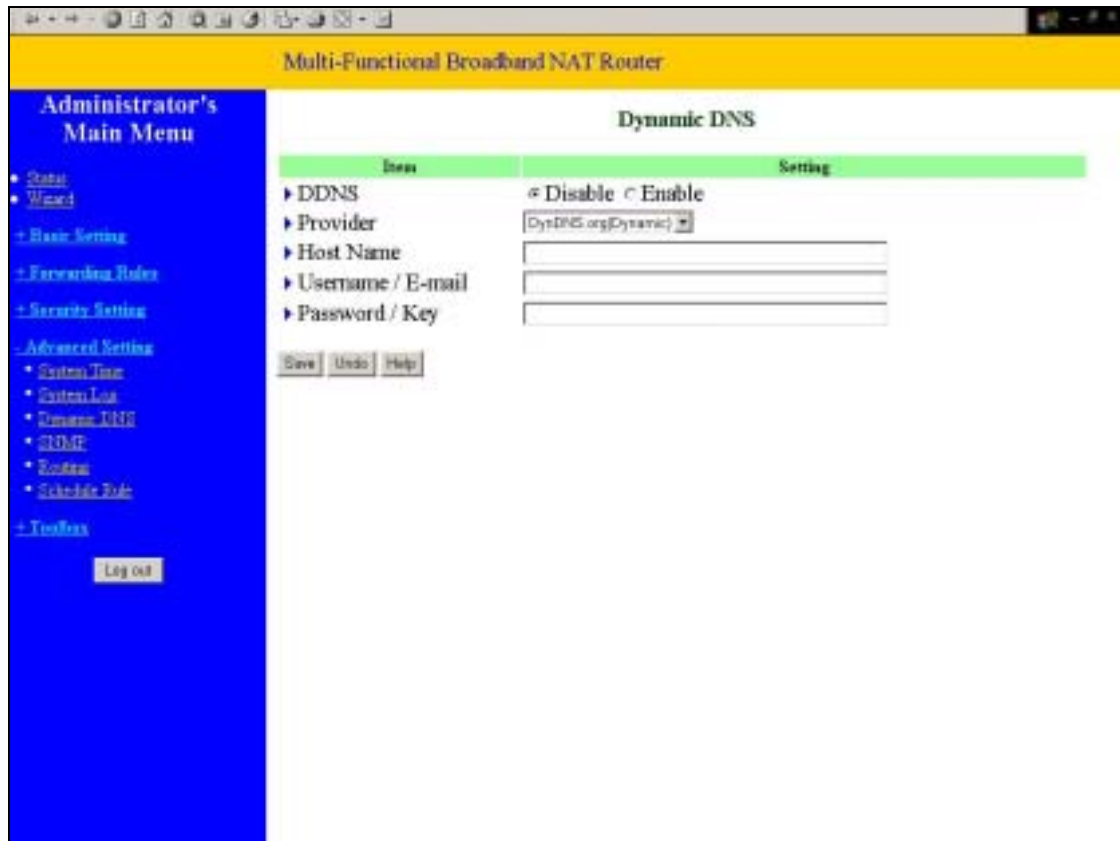 Multi-Functional Broadband NAT Router
Administrator's
Main Menu
Status
Wizard
+ Basic Setting
+ Forwarding Rules
+ Security Setting
- Advanced Setting
System Time
System Log
Dynamic DNS
SNMP
Routing
Schedule Rule
+ Toolbox
Log out
Dynamic DNS
Item Setting
DDNS Disable Enable
Provider DynDNS.org(Dynamic)
Host Name
Username / E-mail
Password / Key
Save Undo Help